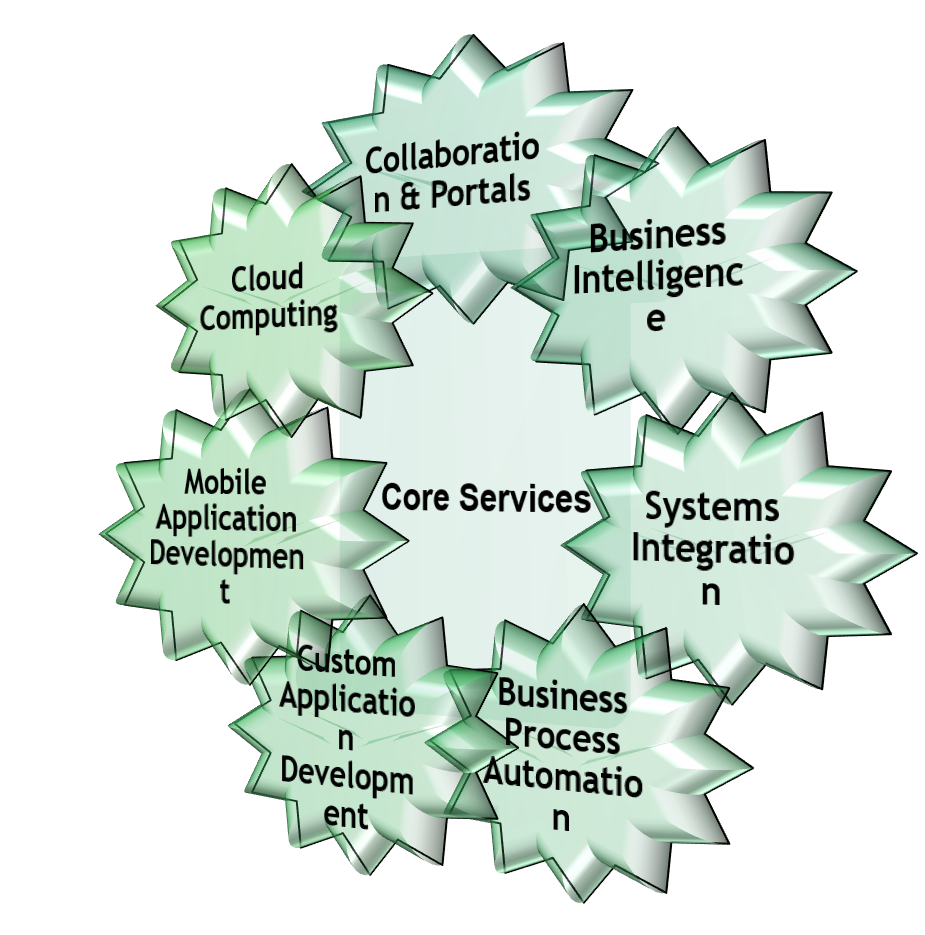 Collaboratio
n & Portals
Business
Intelligenc
e
Cloud
Computing
Mobile
Application
Developmen
t
Core Services
Systems
Integratio
n
Custom
Applicatio
n
Developm
ent
Business
Process
Automatio
n